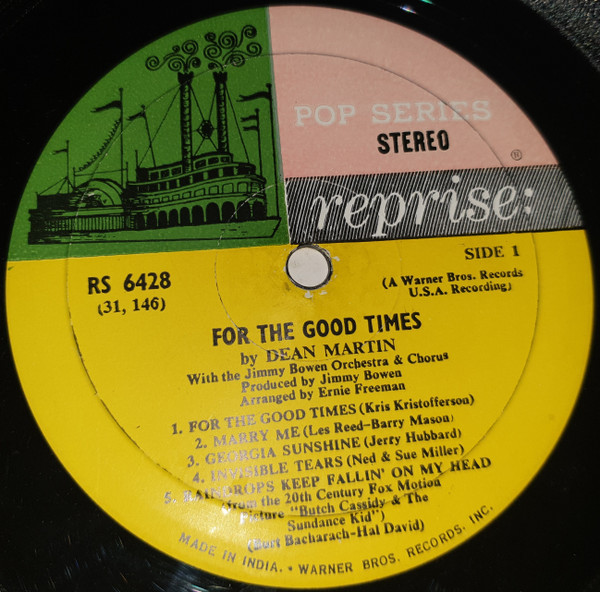 POP SERIES
STEREO
®
reprise:
RS 6428
(31, 146)
SIDE 1
(A Warner Bros. Records
U.S.A. Recording)
FOR THE GOOD TIMES
by DEAN MARTIN
With the Jimmy Bowen Orchestra & Chorus
Produced by Jimmy Bowen
Arranged by Ernie Freeman
1. FOR THE GOOD TIMES (Kris Kristofferson)
2. MARRY ME (Les Reed-Barry Mason)
3. GEORGIA SUNSHINE (Jerry Hubbard)
4. INVISIBLE TEARS (Ned & Sue Miller)
5. RAINDROPS KEEP FALLIN' ON MY HEAD
(from the 20th Century Fox Motion
Picture "Butch Cassidy & The
Sundance Kid")
(Burt Bacharach-Hal David)
MADE IN INDIA. • WARNER BROS. RECORDS, INC.